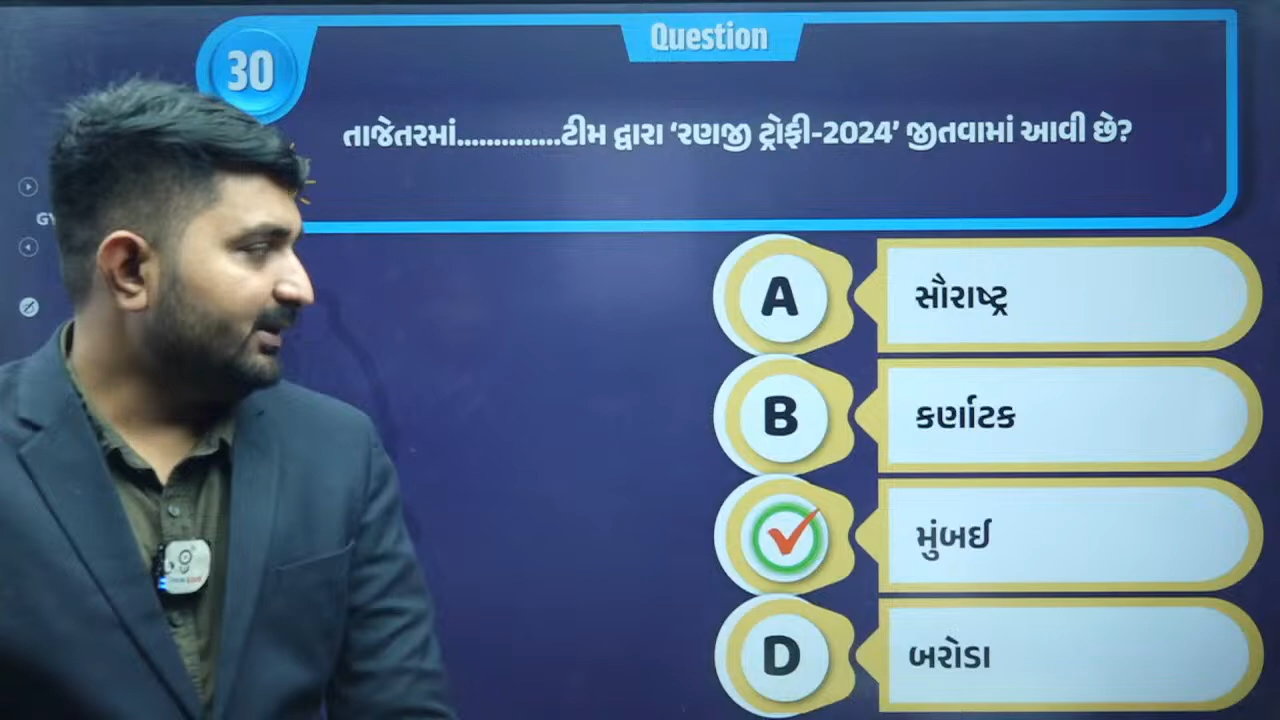 Question
30
તાજેતરમાં..............ટીમ દ્વારા ‘રણજી ટ્રોફી-2024’ જીતવામાં આવી છે?
A
સૌરાષ્ટ્ર
B
કર્ણાટક
મુંબઈ
D
બરોડા